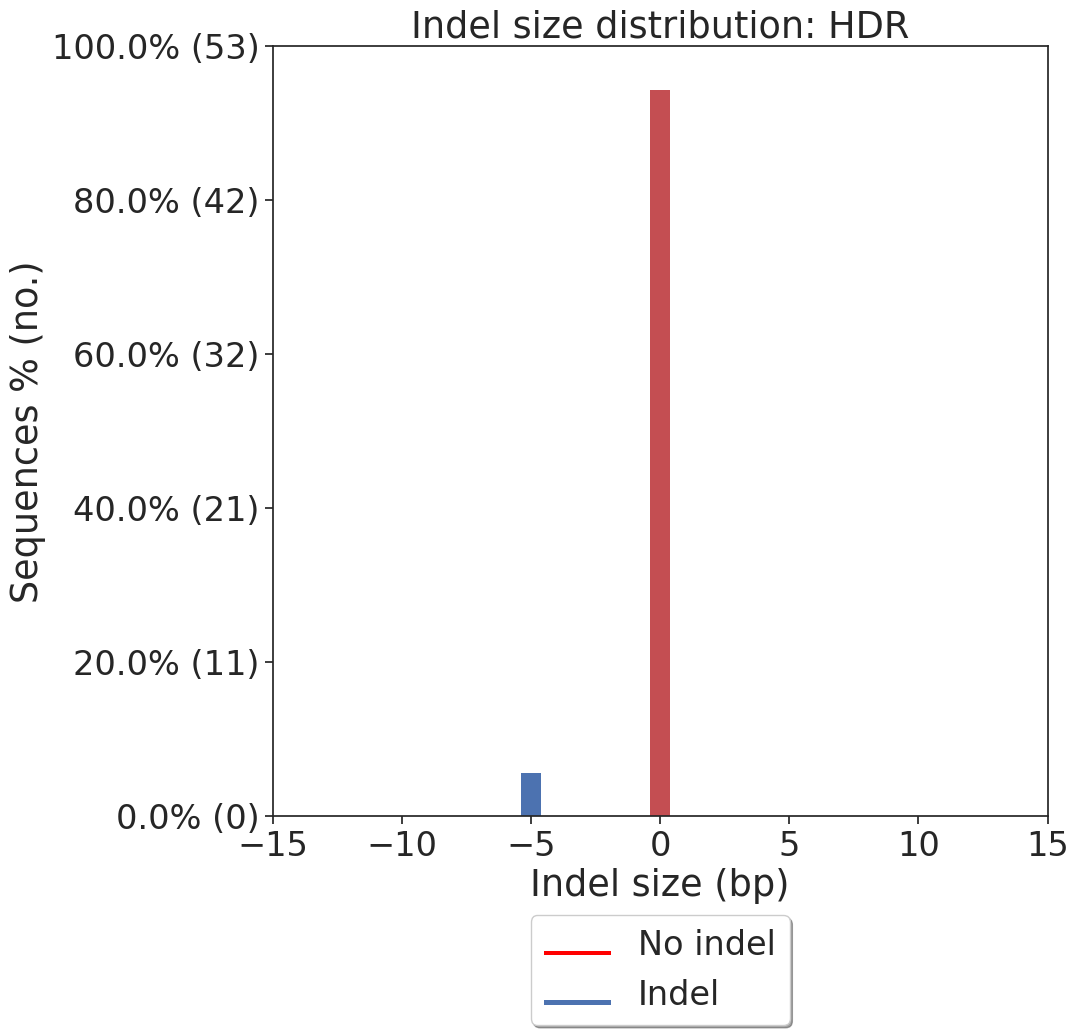 Indel size distribution: HDR
100.0% (53)
80.0% (42)
60.0% (32)
40.0% (21)
20.0% (11)
0.0% (0)
Sequences % (no.)
−15 −10 −5 0 5 10 15
Indel size (bp)
No indel
Indel